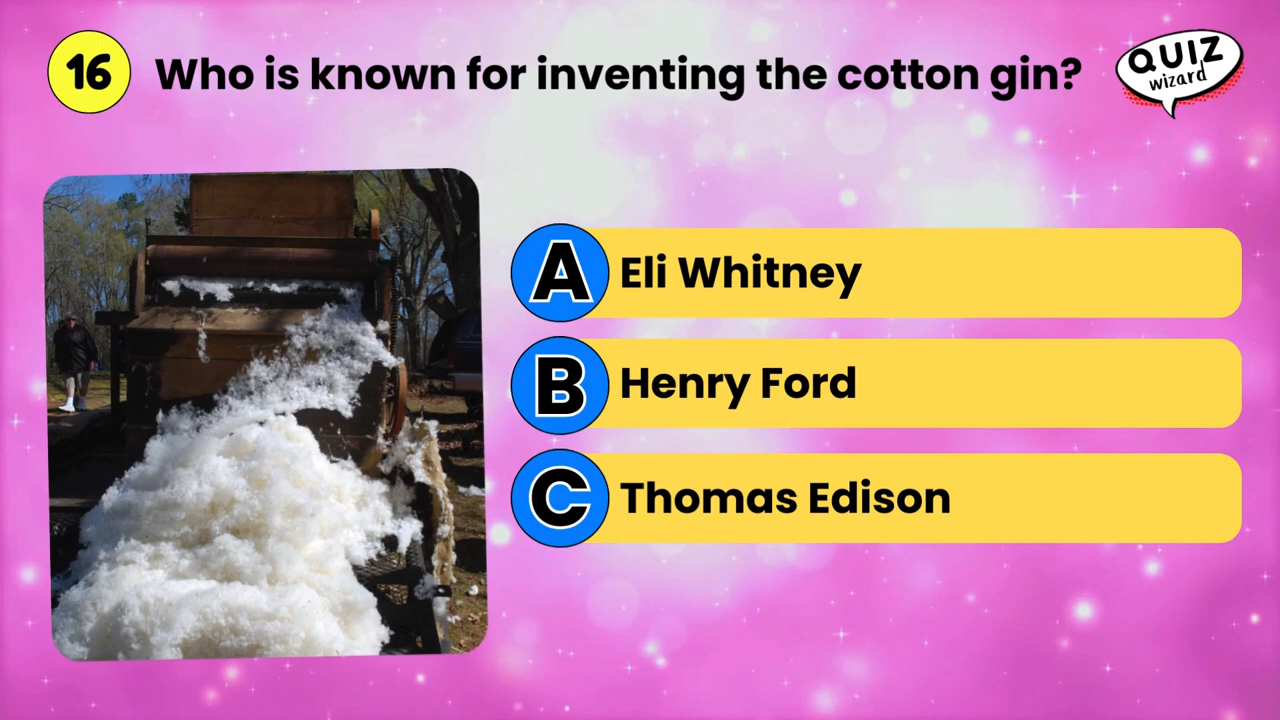 16
Who is known for inventing the cotton gin?
QUIZ
wizard
A
Eli Whitney
B
Henry Ford
C
Thomas Edison